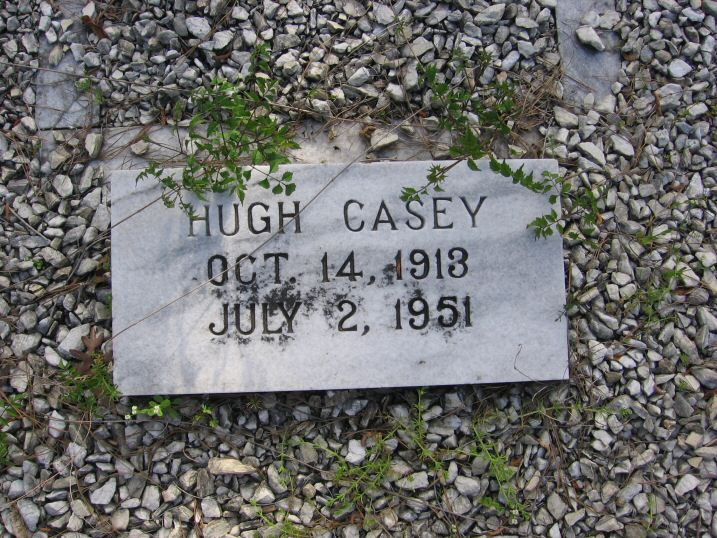 HUGH CASEY
OCT 14, 1913
JULY 2, 1951